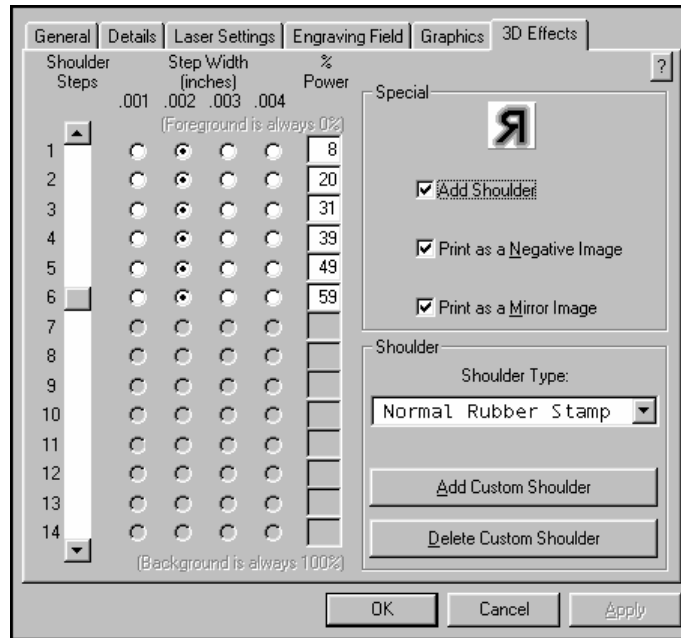 General Details Laser Settings Engraving Field Graphics 3D Effects
Shoulder Step Width %
Steps (inches) Power
.001 .002 .003 .004
(Foreground is always 0%)
1 8
2 20
3 31
4 39
5 49
6 59
7
8
9
10
11
12
13
14
(Background is always 100%)
?
Special
R
Add Shoulder
Print as a Negative Image
Print as a Mirror Image
Shoulder
Shoulder Type:
Normal Rubber Stamp
Add Custom Shoulder
Delete Custom Shoulder
OK Cancel Apply